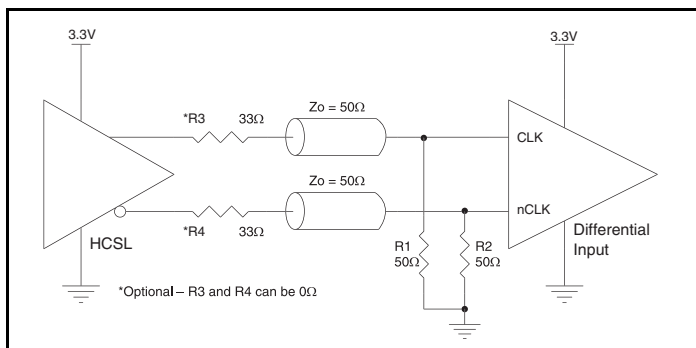 3.3V
3.3V
*R3
33Ω
Zo = 50Ω
CLK
Zo = 50Ω
nCLK
HCSL
*R4
33Ω
R1
50Ω
R2
50Ω
Differential
Input
*Optional – R3 and R4 can be 0Ω